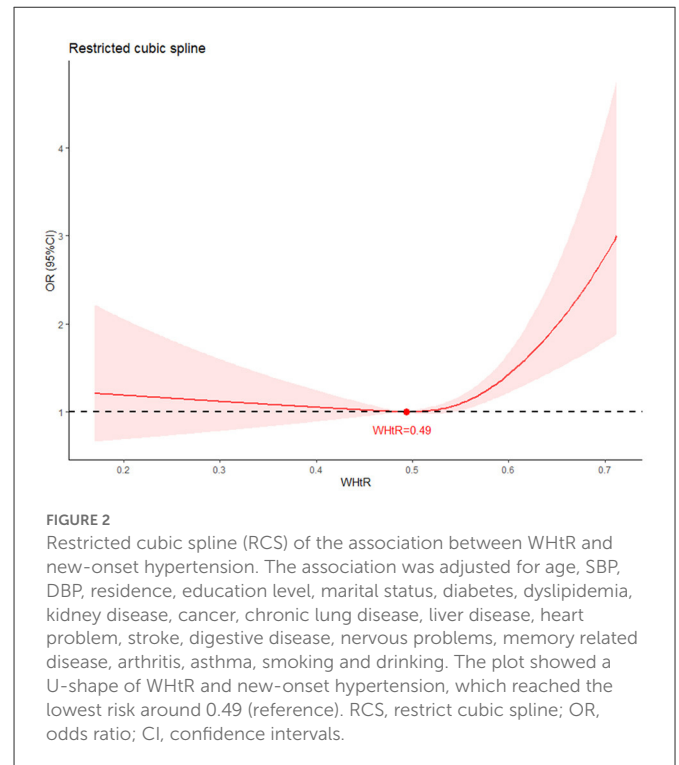 Restricted cubic spline
4
3
2
1
OR (95%CI)
WHtR=0.49
0.2 0.3 0.4 0.5 0.6 0.7
WHtR
FIGURE 2
Restricted cubic spline (RCS) of the association between WHtR and
new-onset hypertension. The association was adjusted for age, SBP,
DBP, residence, education level, marital status, diabetes, dyslipidemia,
kidney disease, cancer, chronic lung disease, liver disease, heart
problem, stroke, digestive disease, nervous problems, memory related
disease, arthritis, asthma, smoking and drinking. The plot showed a
U-shape of WHtR and new-onset hypertension, which reached the
lowest risk around 0.49 (reference). RCS, restrict cubic spline; OR,
odds ratio; CI, confidence intervals.